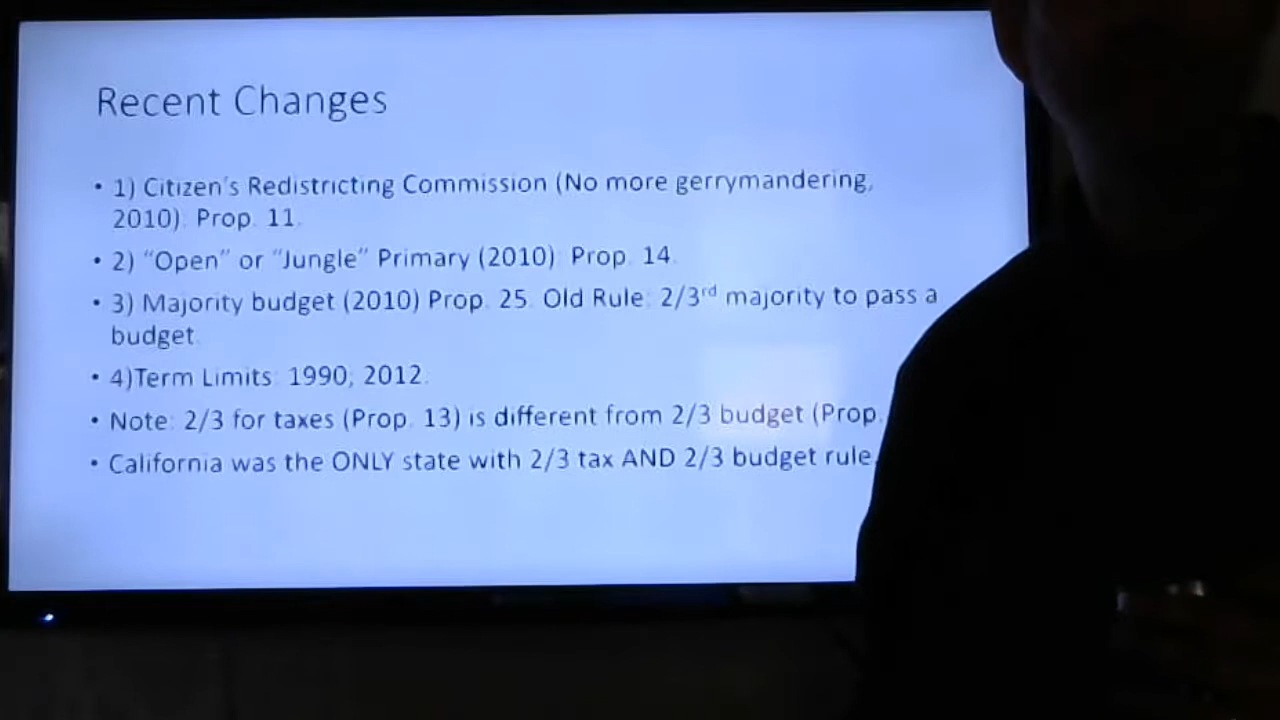 Recent Changes
• 1) Citizen's Redistricting Commission (No more gerrymandering,
2010). Prop. 11.
• 2) “Open” or “Jungle” Primary (2010) Prop. 14.
• 3) Majority budget (2010) Prop. 25. Old Rule: 2/3rd majority to pass a
budget.
• 4)Term Limits: 1990; 2012.
• Note: 2/3 for taxes (Prop. 13) is different from 2/3 budget (Prop.
• California was the ONLY state with 2/3 tax AND 2/3 budget rule.